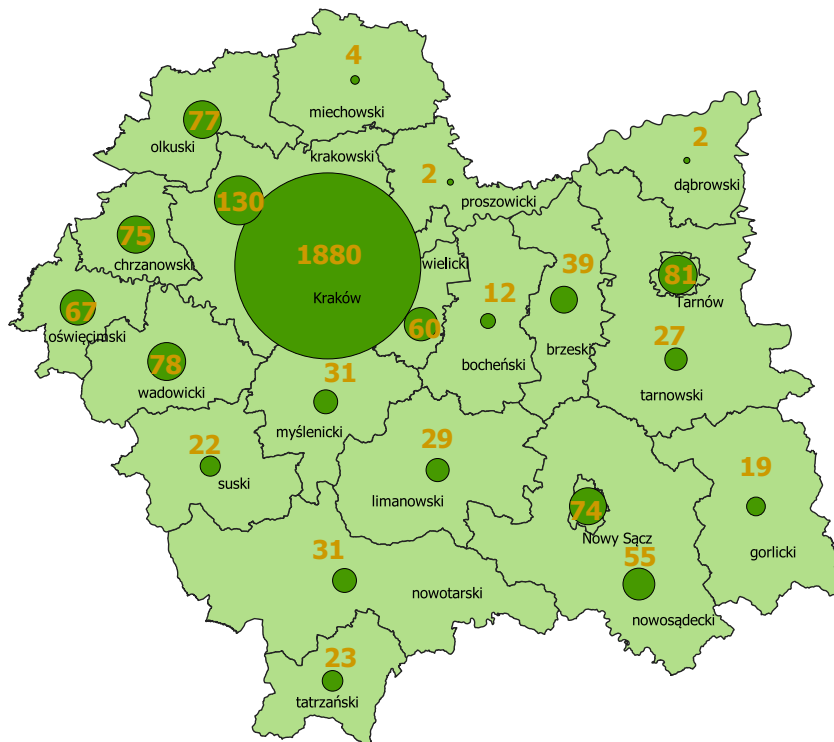 4
miechowski
77
olkuski
krakowski
2
proszowicki
2
dąbrowski
130
75
chrzanowski
1880
Kraków
wielicki
39
brzeski
12
bocheński
81
Tarnów
67
oświęcimski
60
27
tarnowski
78
wadowicki
31
myślenicki
22
suski
29
limanowski
19
gorlicki
74
Nowy Sącz
55
nowosądecki
31
nowotarski
23
tatrzański